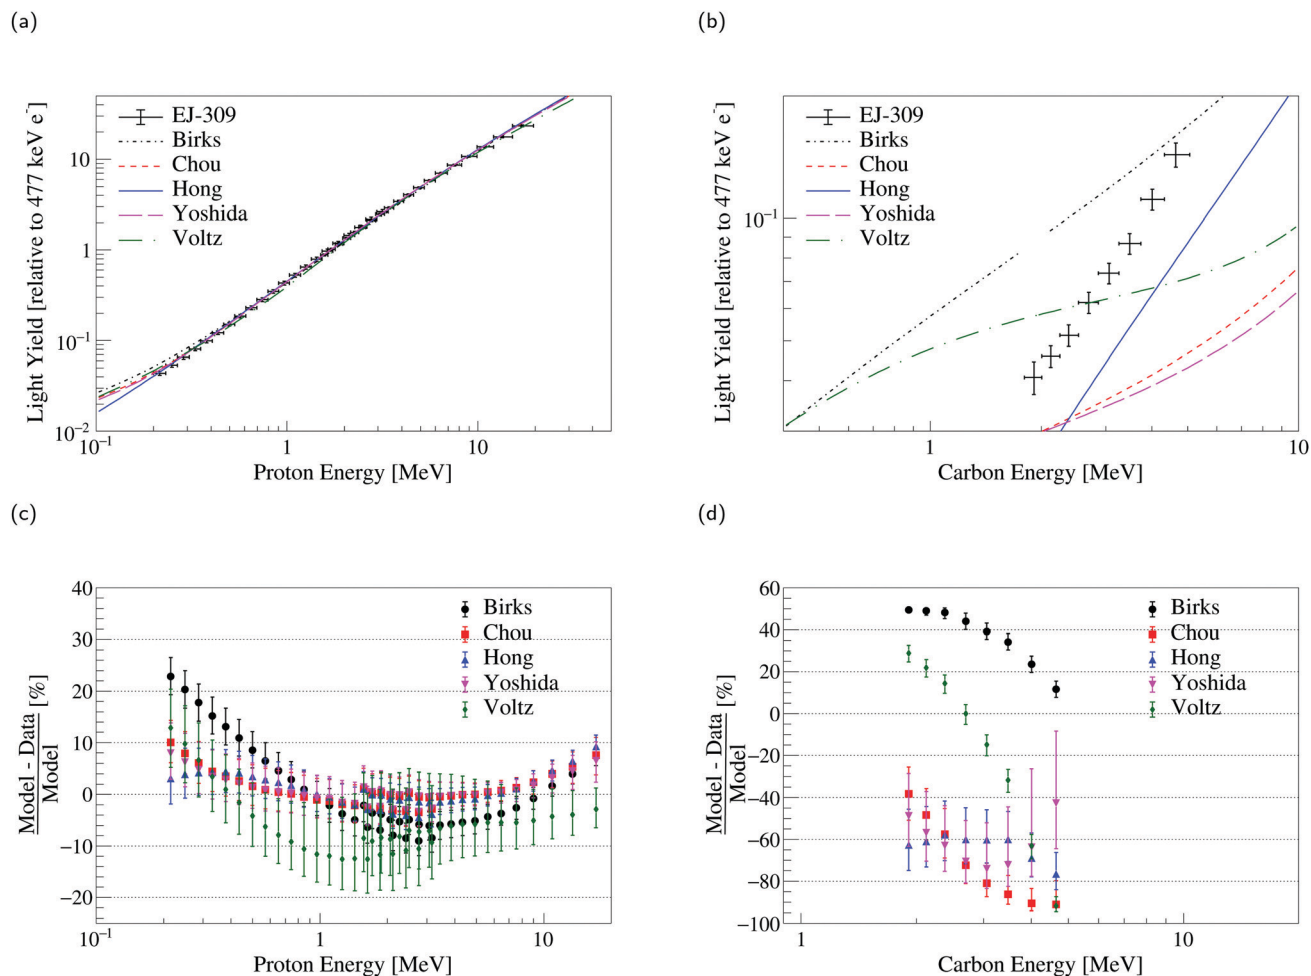 (a)
Light Yield [relative to 477 keV e⁻]
10
1
10⁻¹
10⁻²
EJ-309
Birks
Chou
Hong
Yoshida
Voltz
10⁻¹ 1 10
Proton Energy [MeV]
(b)
Light Yield [relative to 477 keV e⁻]
10⁻¹
EJ-309
Birks
Chou
Hong
Yoshida
Voltz
1 10
Carbon Energy [MeV]
(c)
Model - Data
Model
[%]
40
30
20
10
0
−10
−20
Birks
Chou
Hong
Yoshida
Voltz
10⁻¹ 1 10
Proton Energy [MeV]
(d)
Model - Data
Model
[%]
60
40
20
0
−20
−40
−60
−80
−100
Birks
Chou
Hong
Yoshida
Voltz
1 10
Carbon Energy [MeV]